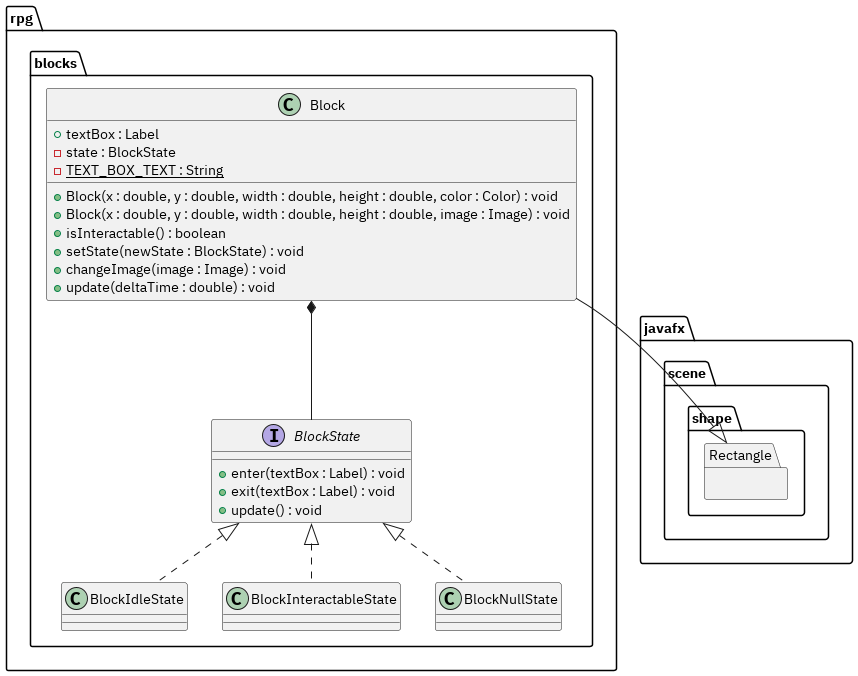 rpg
blocks
C Block
textBox : Label
state : BlockState
TEXT_BOX_TEXT : String
Block(x : double, y : double, width : double, height : double, color : Color) : void
Block(x : double, y : double, width : double, height : double, image : Image) : void
isInteractable() : boolean
setState(newState : BlockState) : void
changeImage(image : Image) : void
update(deltaTime : double) : void
javafx
scene
shape
Rectangle
I BlockState
enter(textBox : Label) : void
exit(textBox : Label) : void
update() : void
C BlockIdleState
C BlockInteractableState
C BlockNullState